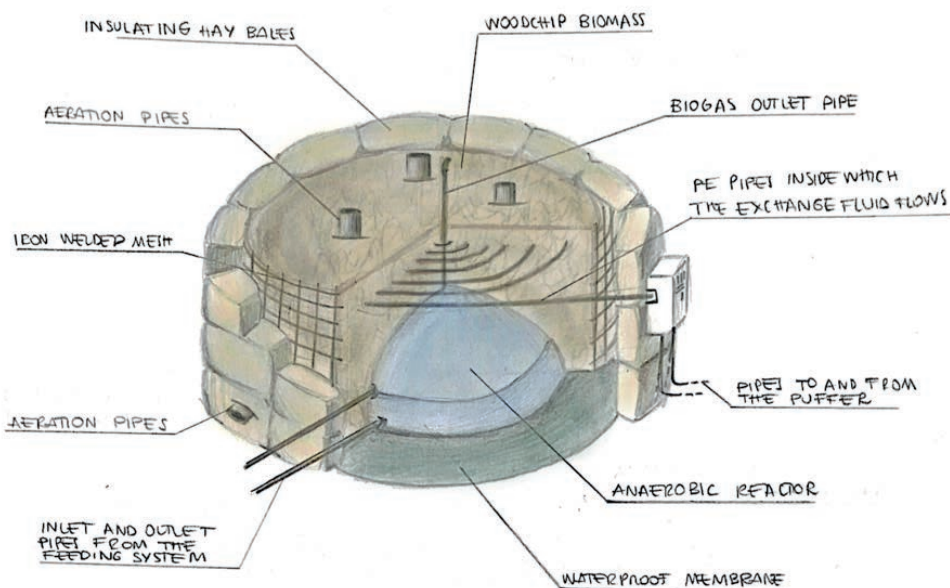 INSULATING HAY BALES
WOODCHIP BIOMASS
AERATION PIPES
BIOGAS OUTLET PIPE
PE PIPES INSIDE WHICH
THE EXCHANGE FLUID FLOWS
IRON WELDED MESH
PIPES TO AND FROM
THE PUFFER
AERATION PIPES
ANAEROBIC REACTOR
INLET AND OUTLET
PIPES FROM THE
FEEDING SYSTEM
WATERPROOF MEMBRANE